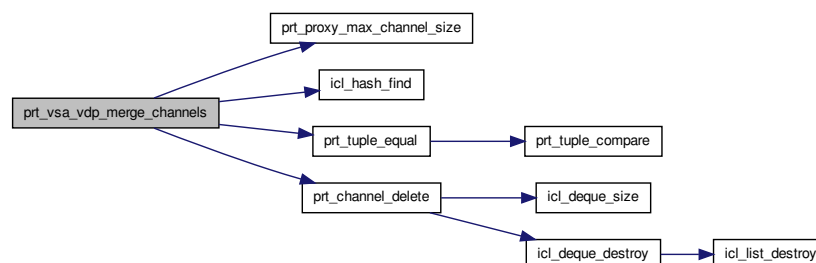 prt_proxy_max_channel_size
icl_hash_find
prt_vsa_vdp_merge_channels
prt_tuple_equal
prt_tuple_compare
prt_channel_delete
icl_deque_size
icl_deque_destroy
icl_list_destroy